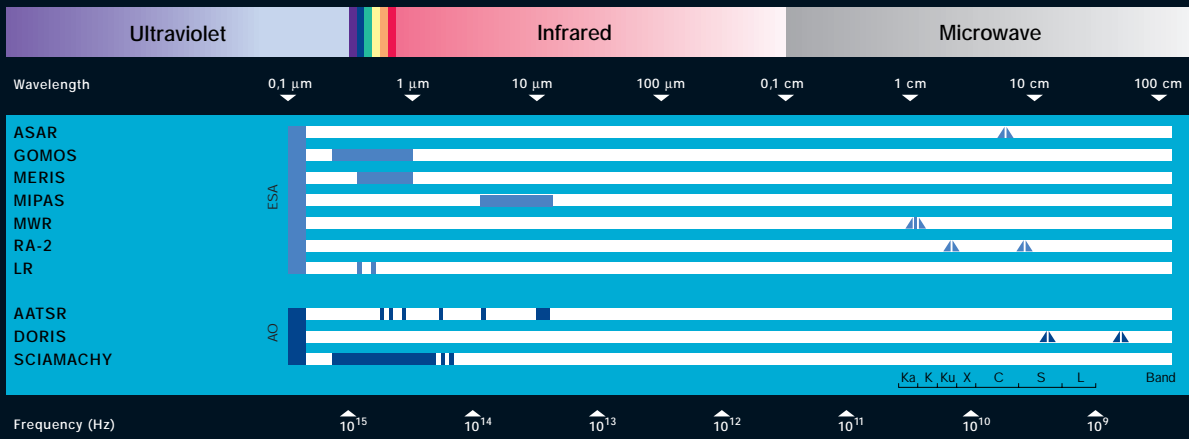 Ultraviolet Infrared Microwave
Wavelength 0,1 μm 1 μm 10 μm 100 μm 0,1 cm 1 cm 10 cm 100 cm
ASAR
GOMOS
MERIS
ESA
MIPAS
MWR
RA-2
LR
AATSR
AO
DORIS
SCIAMACHY
Ka K Ku X C S L Band
Frequency (Hz) 10¹⁵ 10¹⁴ 10¹³ 10¹² 10¹¹ 10¹⁰ 10⁹